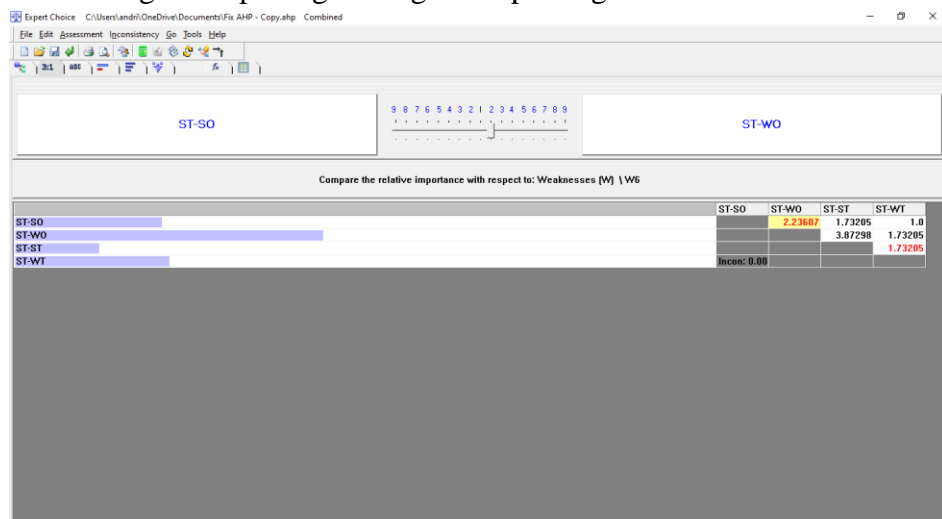 Expert Choice C:\Users\andri\OneDrive\Documents\Fix AHP - Copy.ahp Combined
File Edit Assessment Inconsistency Go Tools Help
3:1 ABC
ST-SO
9 8 7 6 5 4 3 2 1 2 3 4 5 6 7 8 9
ST-WO
Compare the relative importance with respect to: Weaknesses (W) \ W6
ST-SO ST-WO ST-ST ST-WT
ST-SO 2.23607 1.73205 1.0
ST-WO 3.87298 1.73205
ST-ST 1.73205
ST-WT Incon: 0.00